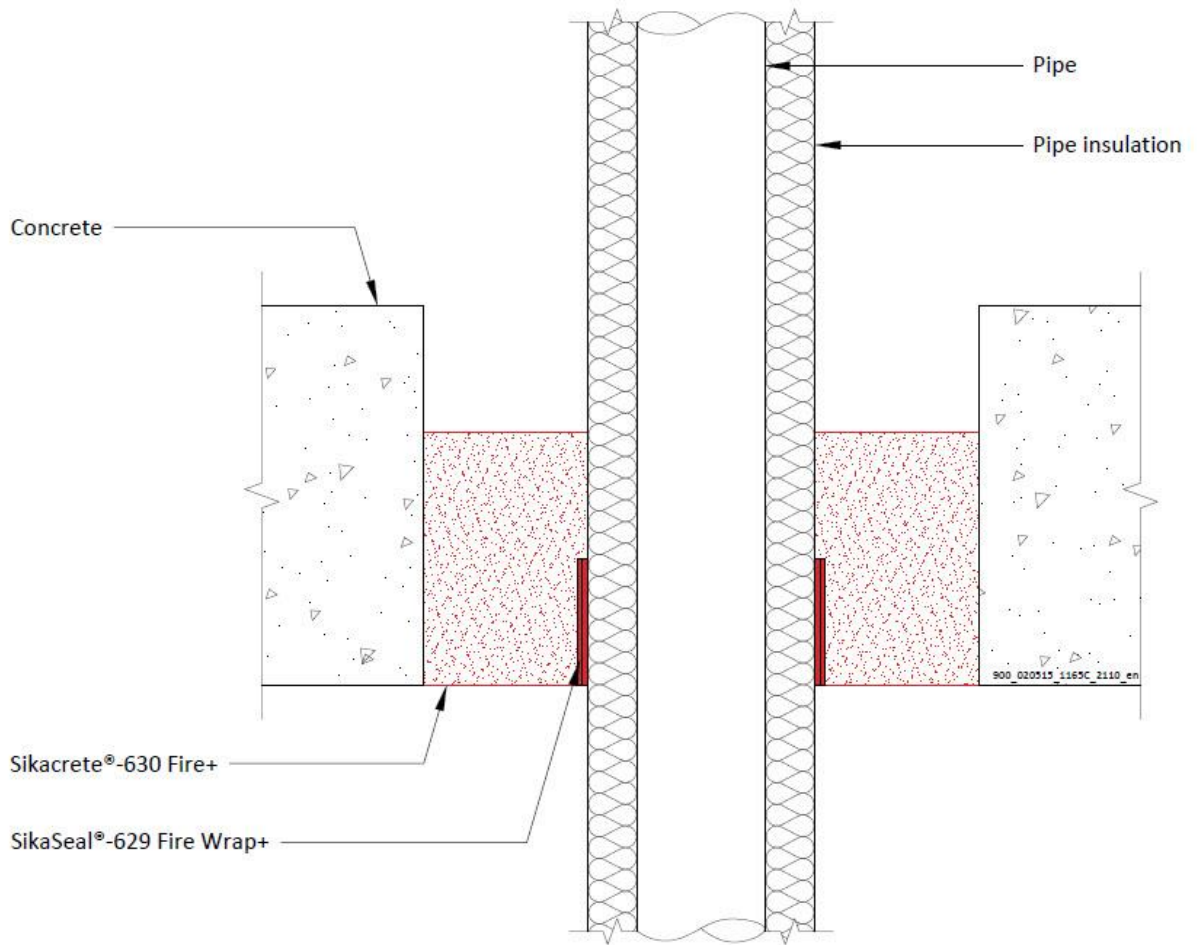 Pipe
Pipe insulation
Concrete
900_020515_1165C_2110_en
Sikacrete®-630 Fire+
SikaSeal®-629 Fire Wrap+